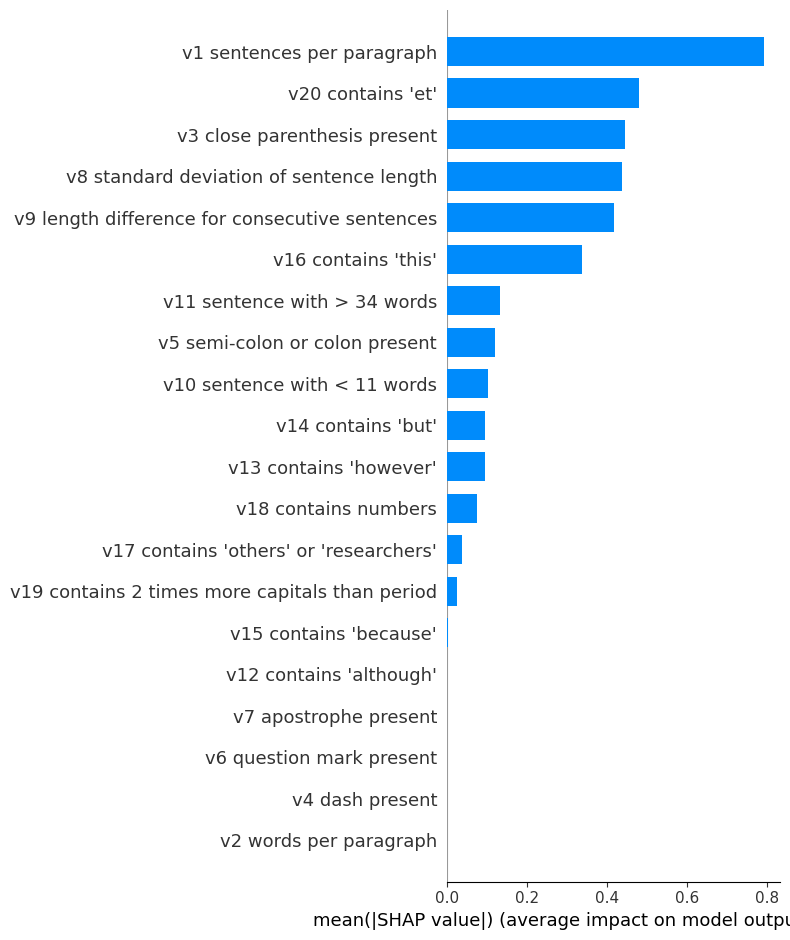 v1 sentences per paragraph
v20 contains 'et'
v3 close parenthesis present
v8 standard deviation of sentence length
v9 length difference for consecutive sentences
v16 contains 'this'
v11 sentence with > 34 words
v5 semi-colon or colon present
v10 sentence with < 11 words
v14 contains 'but'
v13 contains 'however'
v18 contains numbers
v17 contains 'others' or 'researchers'
v19 contains 2 times more capitals than period
v15 contains 'because'
v12 contains 'although'
v7 apostrophe present
v6 question mark present
v4 dash present
v2 words per paragraph
0.0 0.2 0.4 0.6 0.8
mean(|SHAP value|) (average impact on model outpu